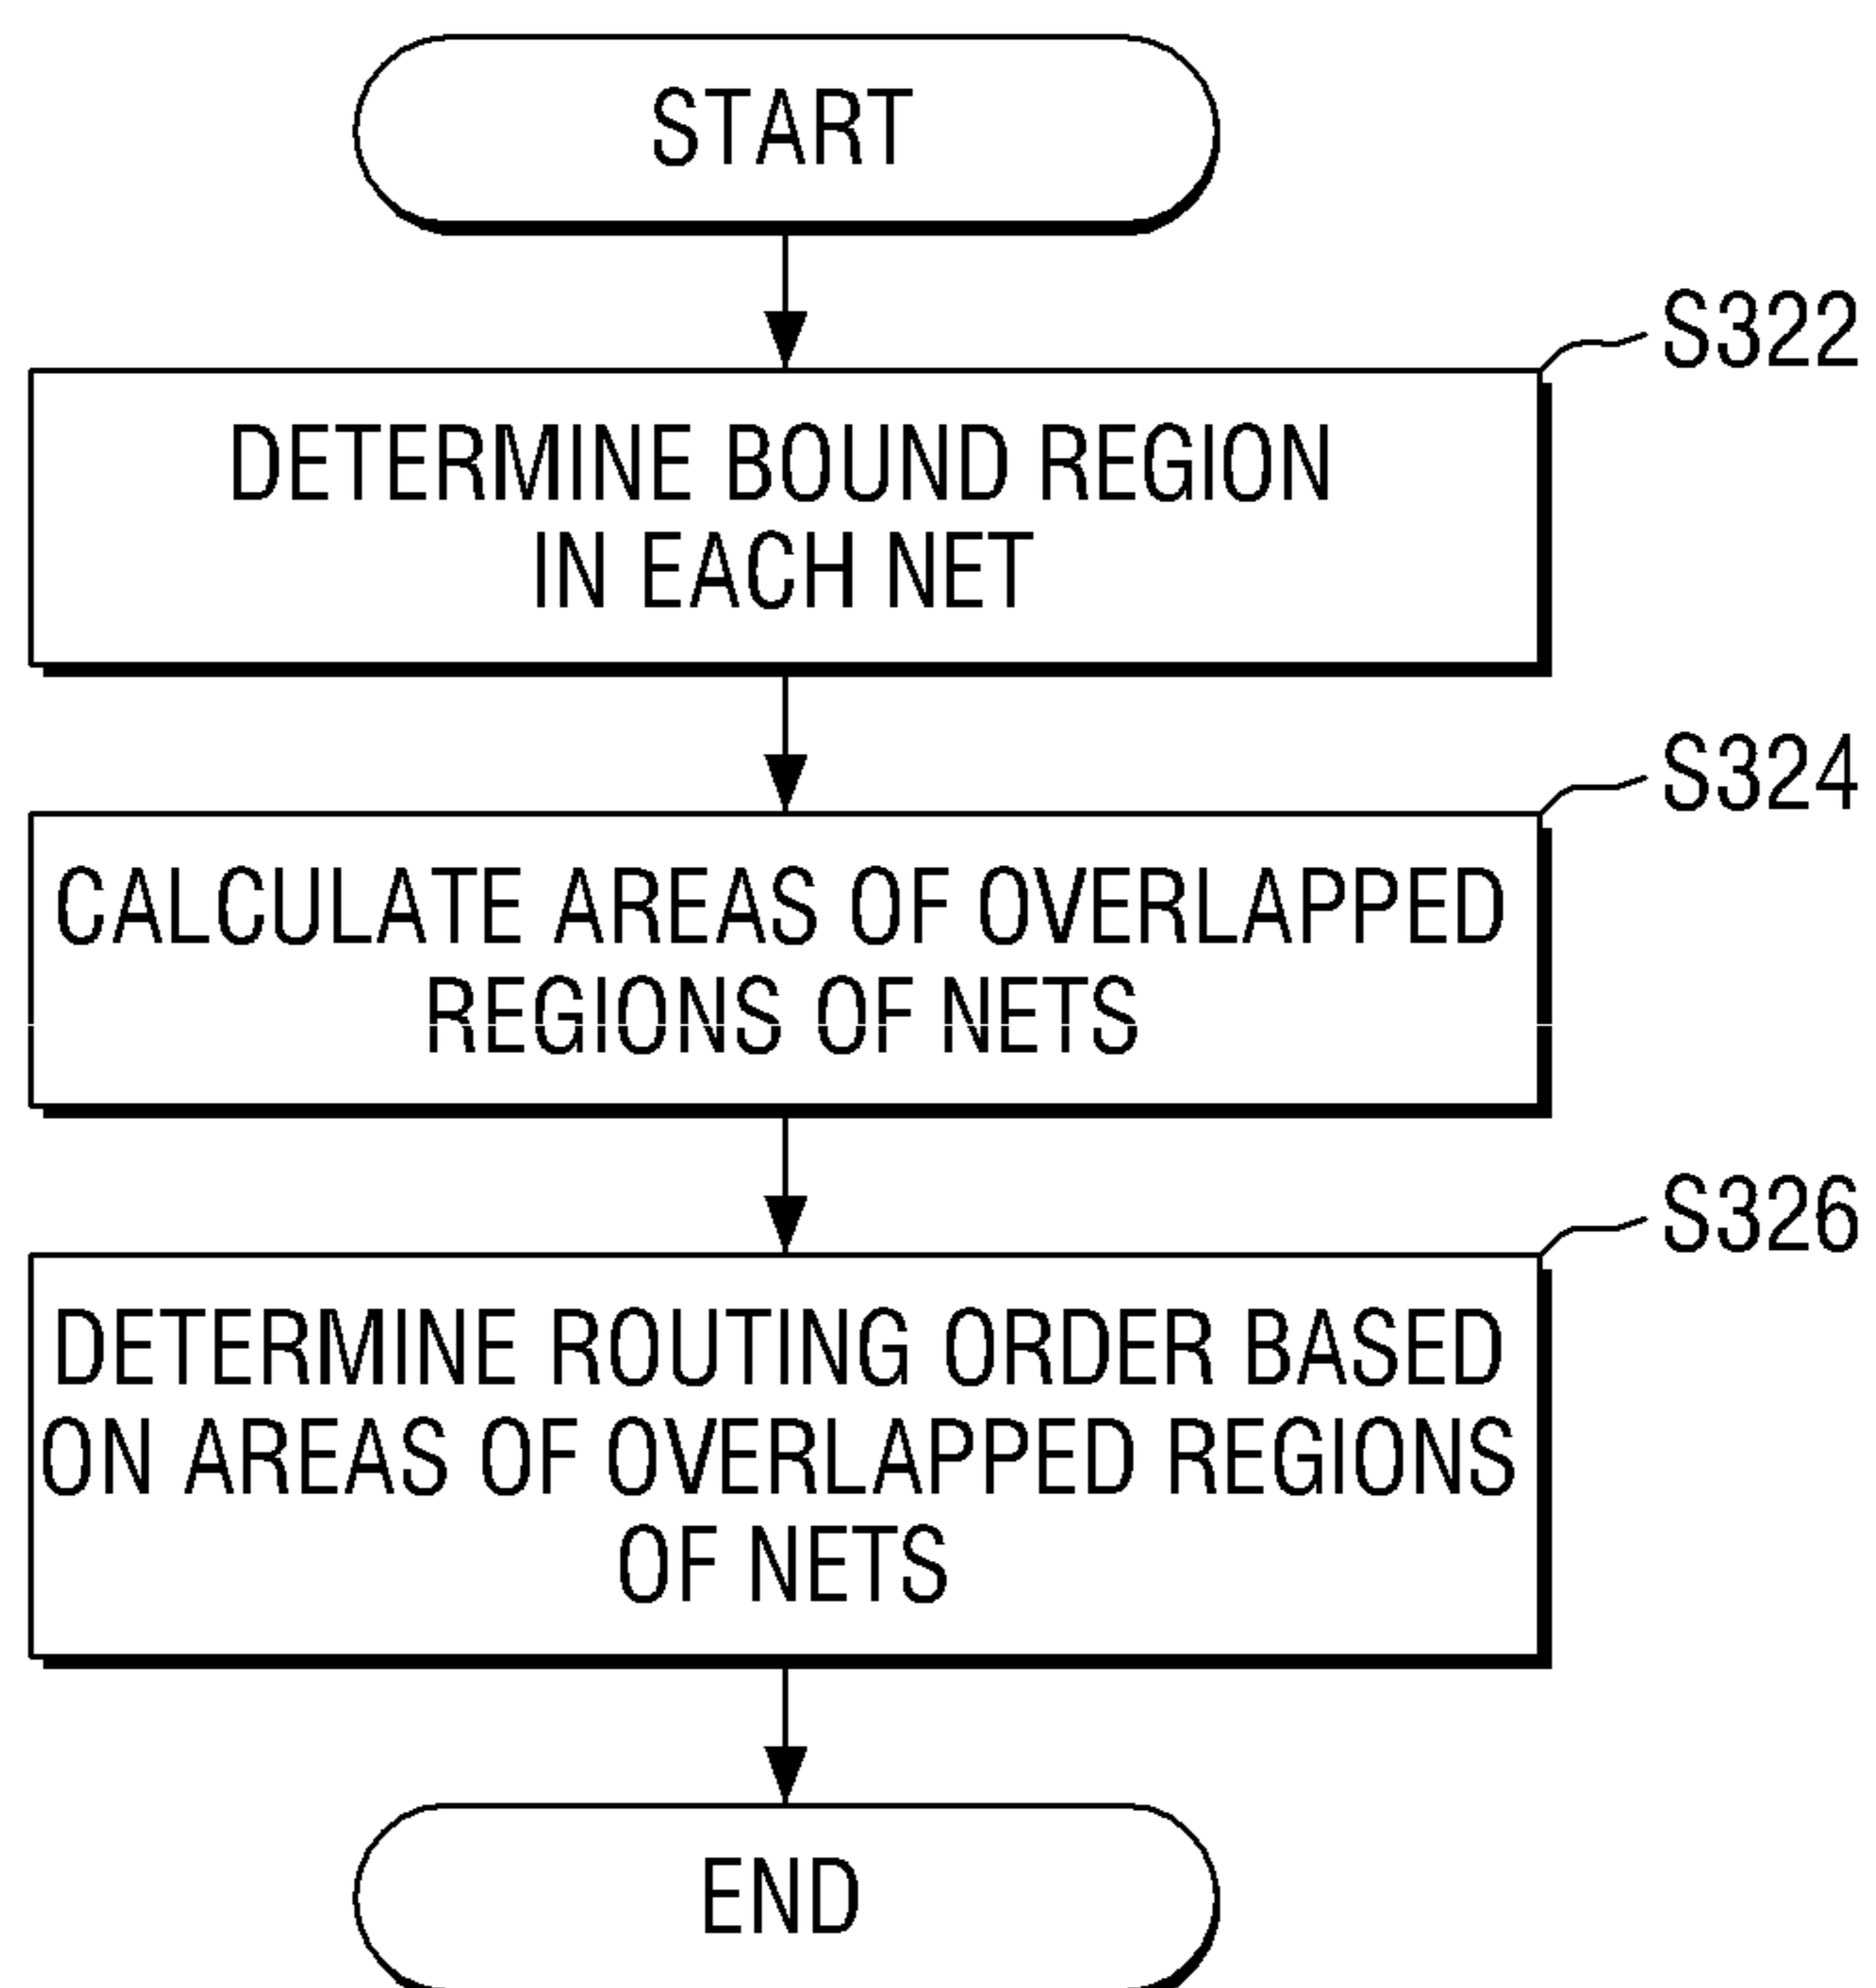 START
S322
DETERMINE BOUND REGION
IN EACH NET
S324
CALCULATE AREAS OF OVERLAPPED
REGIONS OF NETS
S326
DETERMINE ROUTING ORDER BASED
ON AREAS OF OVERLAPPED REGIONS
OF NETS
END